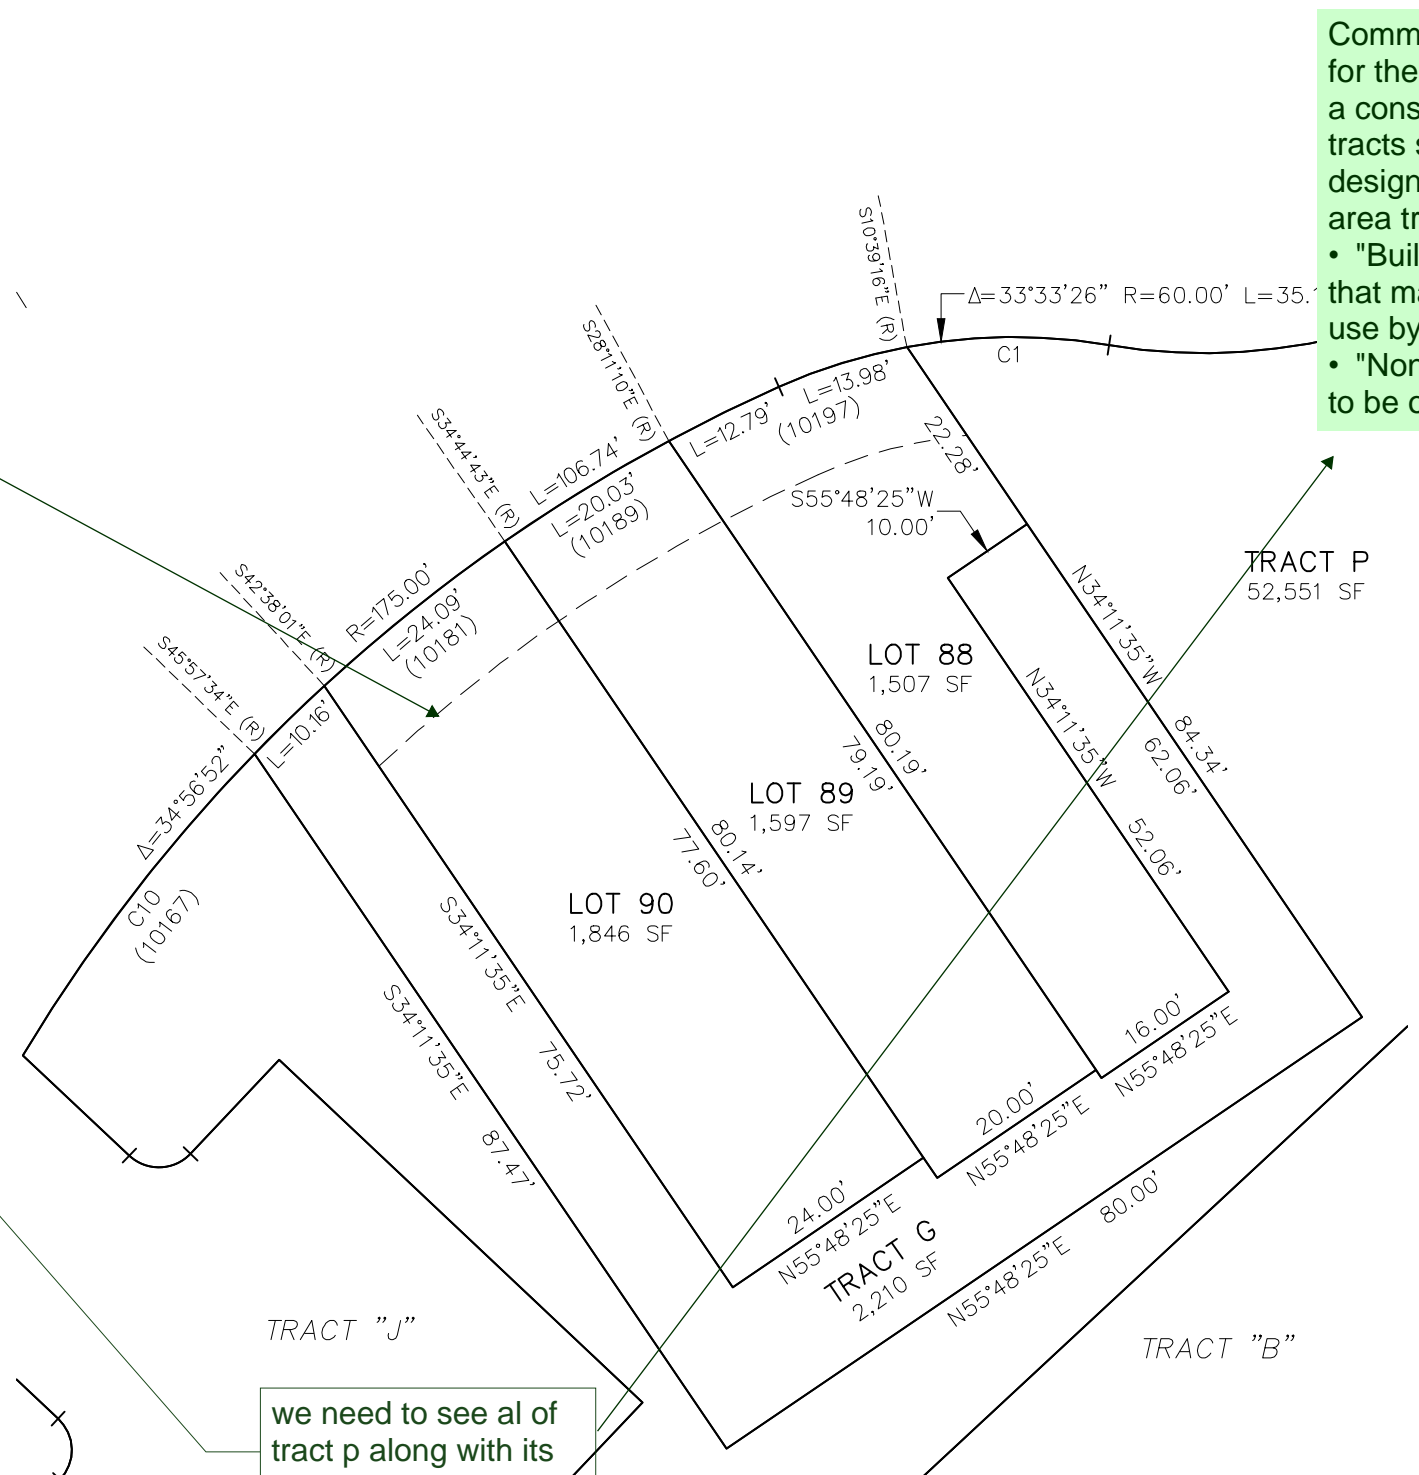 Comm
for the
a cons
tracts s
design
area tr
• "Buil
that ma
use by
• "Non
to be c
S10°39'16"E (R)
Δ=33°33'26" R=60.00' L=35.1
C1
S28°11'10"E (R)
L=12.79'
L=13.98'
(10197)
22.28'
S34°44'43"E (R)
L=106.74'
L=20.03'
(10189)
S55°48'25"W
10.00'
TRACT P
52,551 SF
S42°38'01"E (R)
R=175.00'
L=24.09'
(10181)
N34°11'35"W
84.34'
62.06'
LOT 88
1,507 SF
N34°11'35"W
52.06'
S45°57'34"E (R)
L=10.16'
80.19'
79.19'
Δ=34°56'52"
LOT 89
1,597 SF
80.14'
77.60'
C10
(10167)
LOT 90
1,846 SF
S34°11'35"E
75.72'
S34°11'35"E
87.47'
16.00'
N55°48'25"E
20.00'
N55°48'25"E
24.00'
N55°48'25"E
TRACT G
2,210 SF
80.00'
N55°48'25"E
TRACT "J"
TRACT "B"
we need to see al of
tract p along with its